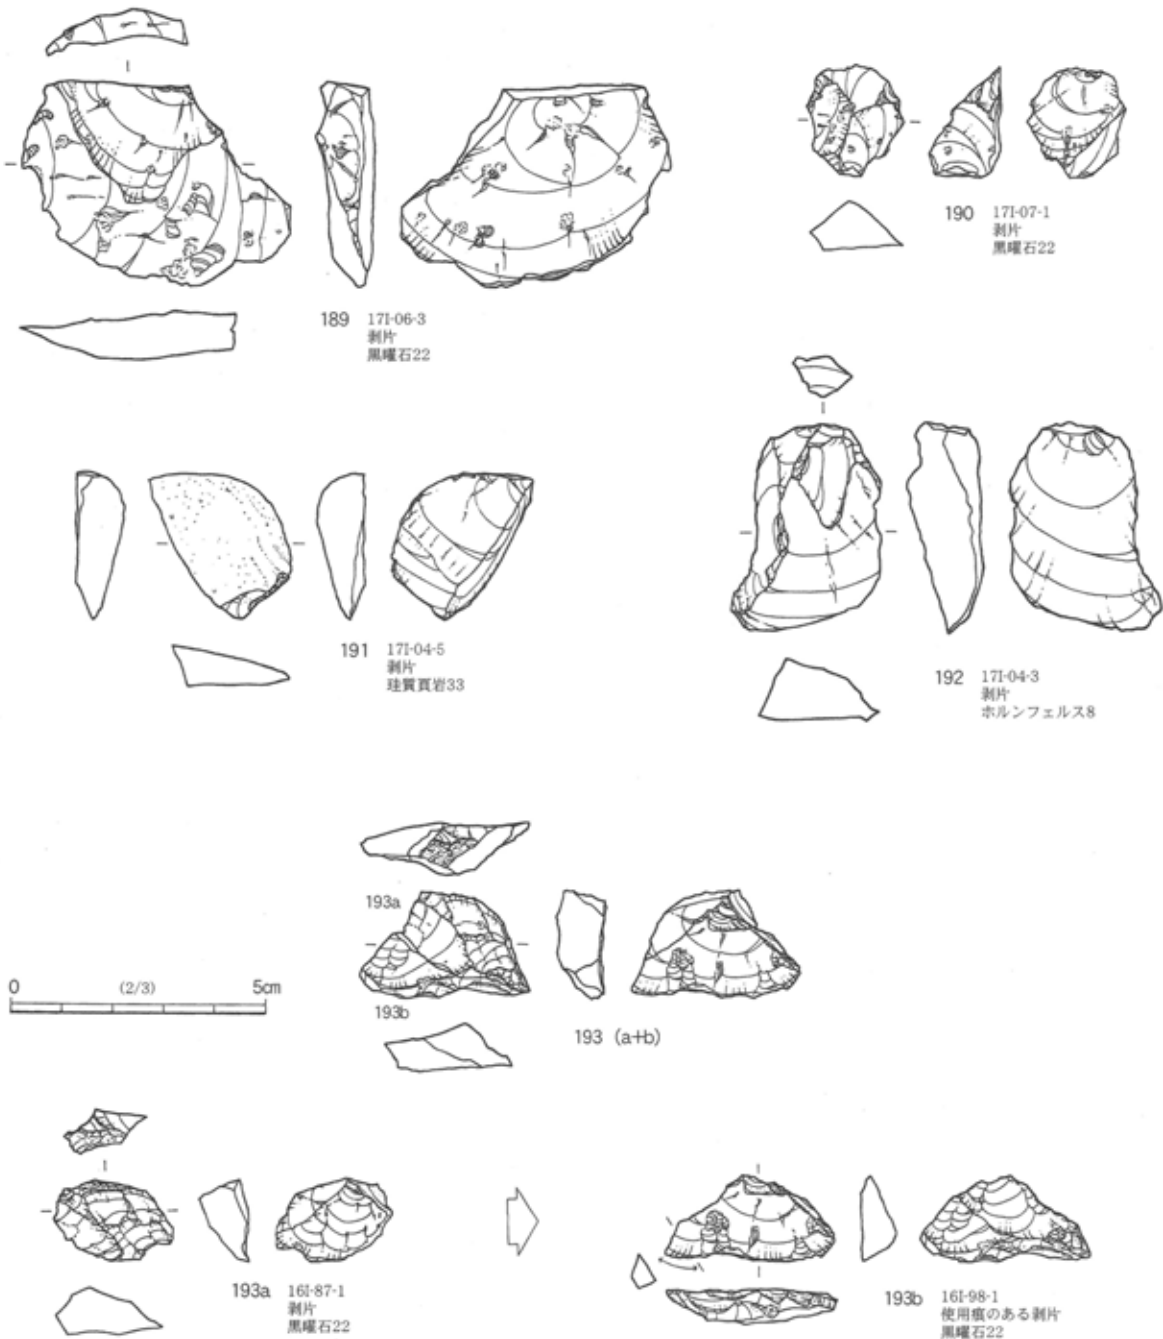 189 17I-06-3
剥片
黒曜石22
190 17I-07-1
剥片
黒曜石22
191 17I-04-5
剥片
珪質頁岩33
192 17I-04-3
剥片
ホルンフェルス8
193a
193b
193 (a+b)
0 (2/3) 5cm
193a 16I-87-1
剥片
黒曜石22
193b 16I-98-1
使用痕のある剥片
黒曜石22